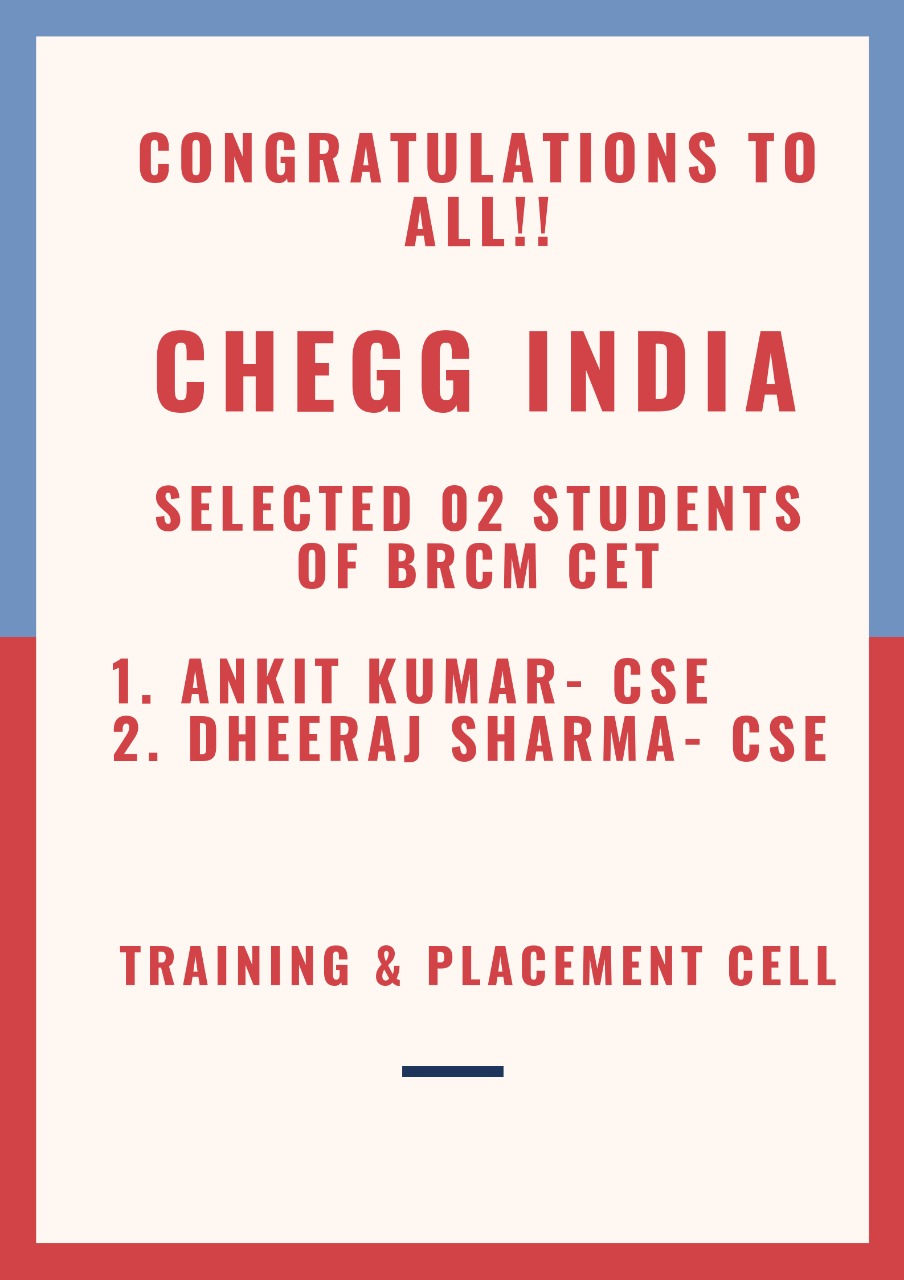 CONGRATULATIONS TO
ALL!!
CHEGG INDIA
SELECTED 02 STUDENTS
OF BRCM CET
1. ANKIT KUMAR- CSE
2. DHEERAJ SHARMA- CSE
TRAINING & PLACEMENT CELL